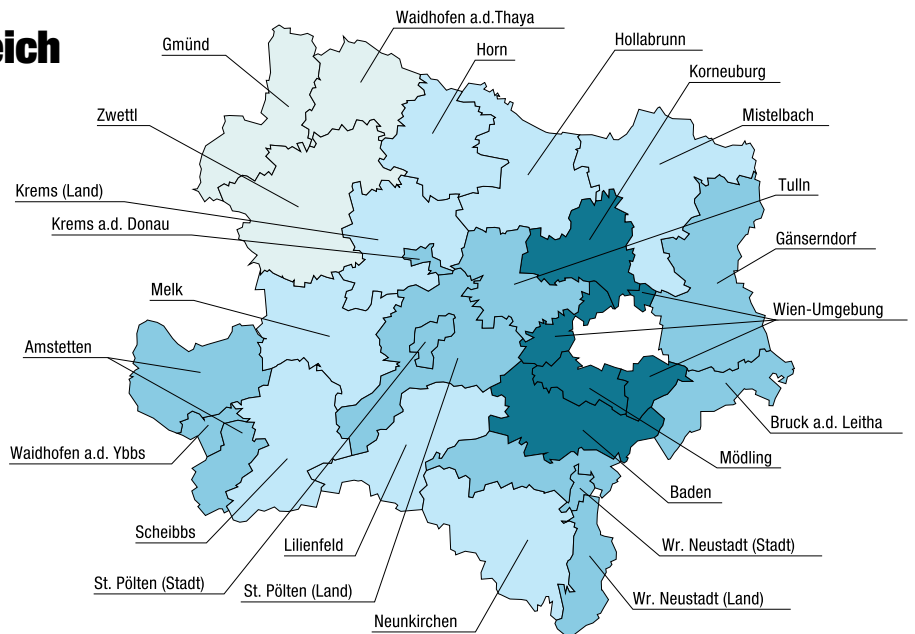 eich
Waidhofen a.d.Thaya
Gmünd
Horn
Hollabrunn
Korneuburg
Zwettl
Mistelbach
Krems (Land)
Tulln
Krems a.d. Donau
Gänserndorf
Melk
Wien-Umgebung
Amstetten
Bruck a.d. Leitha
Waidhofen a.d. Ybbs
Mödling
Baden
Scheibbs
Lilienfeld
Wr. Neustadt (Stadt)
St. Pölten (Stadt)
St. Pölten (Land)
Wr. Neustadt (Land)
Neunkirchen